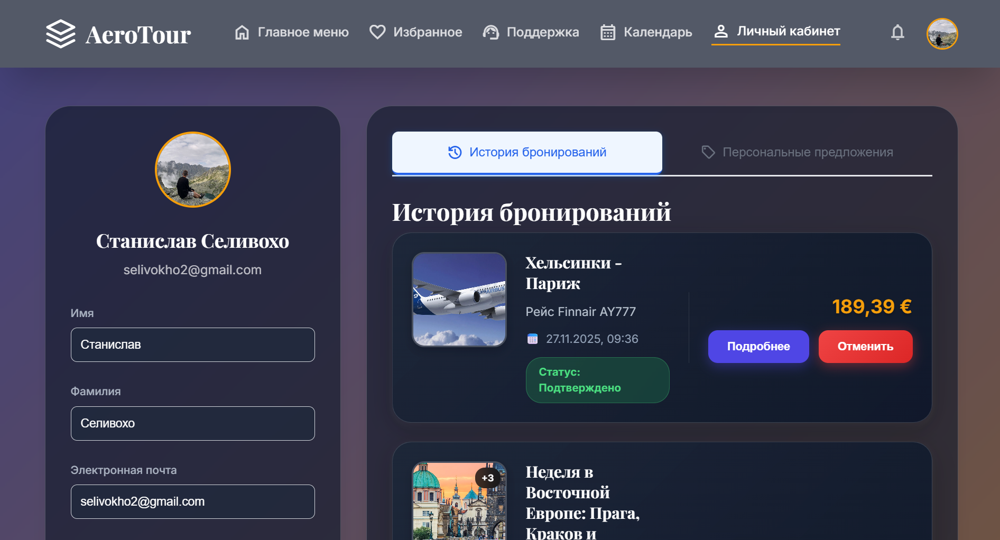 AeroTour
Главное меню
Избранное
Поддержка
Календарь
Личный кабинет
Станислав Селивохо
selivokho2@gmail.com
Имя
Станислав
Фамилия
Селивохо
Электронная почта
selivokho2@gmail.com
История бронирований
Персональные предложения
История бронирований
AIRBUS
Хельсинки -
Париж
Рейс Finnair AY777
27.11.2025, 09:36
Статус:
Подтверждено
189,39 €
Подробнее
Отменить
+3
Неделя в
Восточной
Европе: Прага,
Краков и